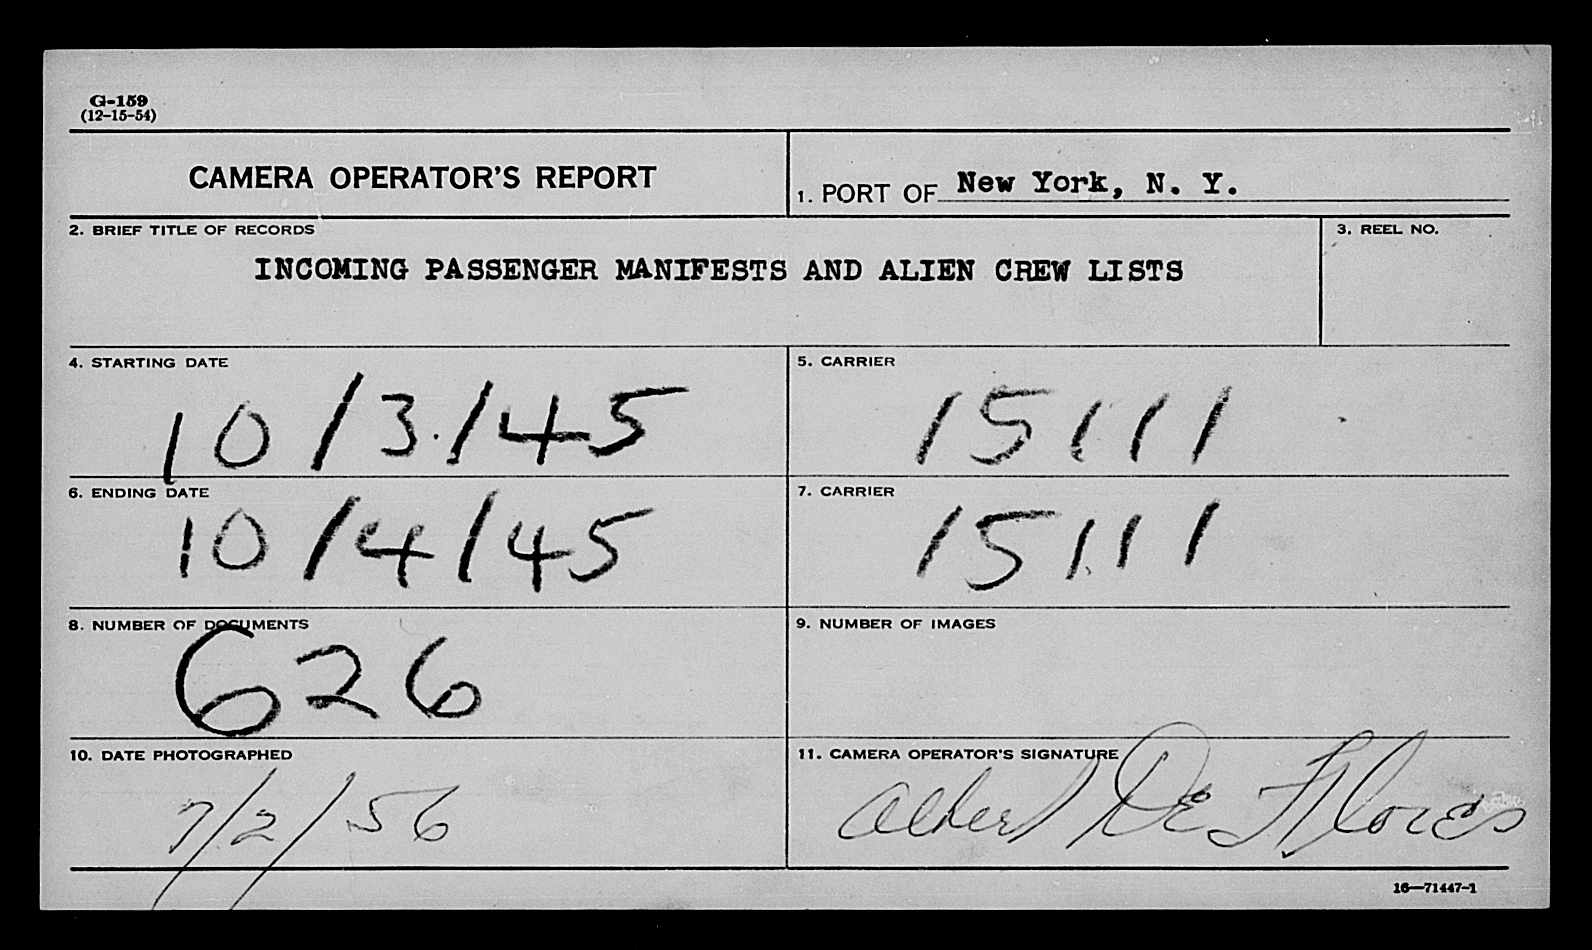 G-159
(12-15-54)
CAMERA OPERATOR'S REPORT
1. PORT OF New York, N. Y.
2. BRIEF TITLE OF RECORDS
INCOMING PASSENGER MANIFESTS AND ALIEN CREW LISTS
3. REEL NO.
4. STARTING DATE
10/3/45
5. CARRIER
15111
6. ENDING DATE
10/4/45
7. CARRIER
15111
8. NUMBER OF DOCUMENTS
626
9. NUMBER OF IMAGES
10. DATE PHOTOGRAPHED
7/2/56
11. CAMERA OPERATOR'S SIGNATURE
Albert De Flores
16—71447-1